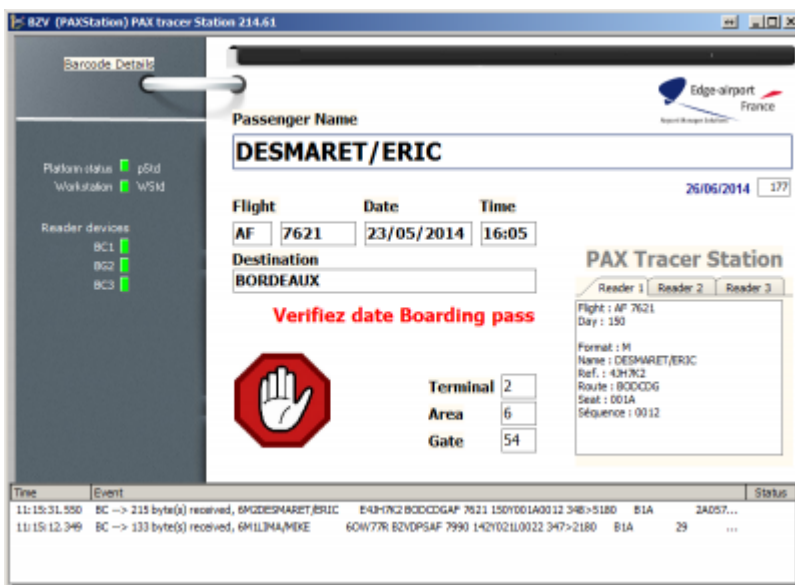 BZV (PAXStation) PAX tracer Station 214.61
Barcode Details
Edge-airport
France
Passenger Name
DESMARET/ERIC
Platform status pStd
Workstation WStd
26/06/2014 177
Flight Date Time
AF 7621 23/05/2014 16:05
Reader devices
BC1
BG2
BC3
Destination
BORDEAUX
PAX Tracer Station
Reader 1 Reader 2 Reader 3
Verifiez date Boarding pass
Flight : AF 7621
Day : 150
Format : M
Name : DESMARET/ERIC
Ref. : 4JH7K2
Route : BODCDG
Seat : 001A
Séquence : 0012
Terminal 2
Area 6
Gate 54
Time Event Status
11:15:31.550 BC --> 215 byte(s) received, 6M2DESMARET/ERIC E4JH7K2 BODCDGAF 7621 150Y001A0012 348>5180 B1A 2A057...
11:15:12.349 BC --> 133 byte(s) received, 6M1LIMA/MIKE 6OW77R BZVDPSAF 7990 142Y021L0022 347>2180 B1A 29 ...